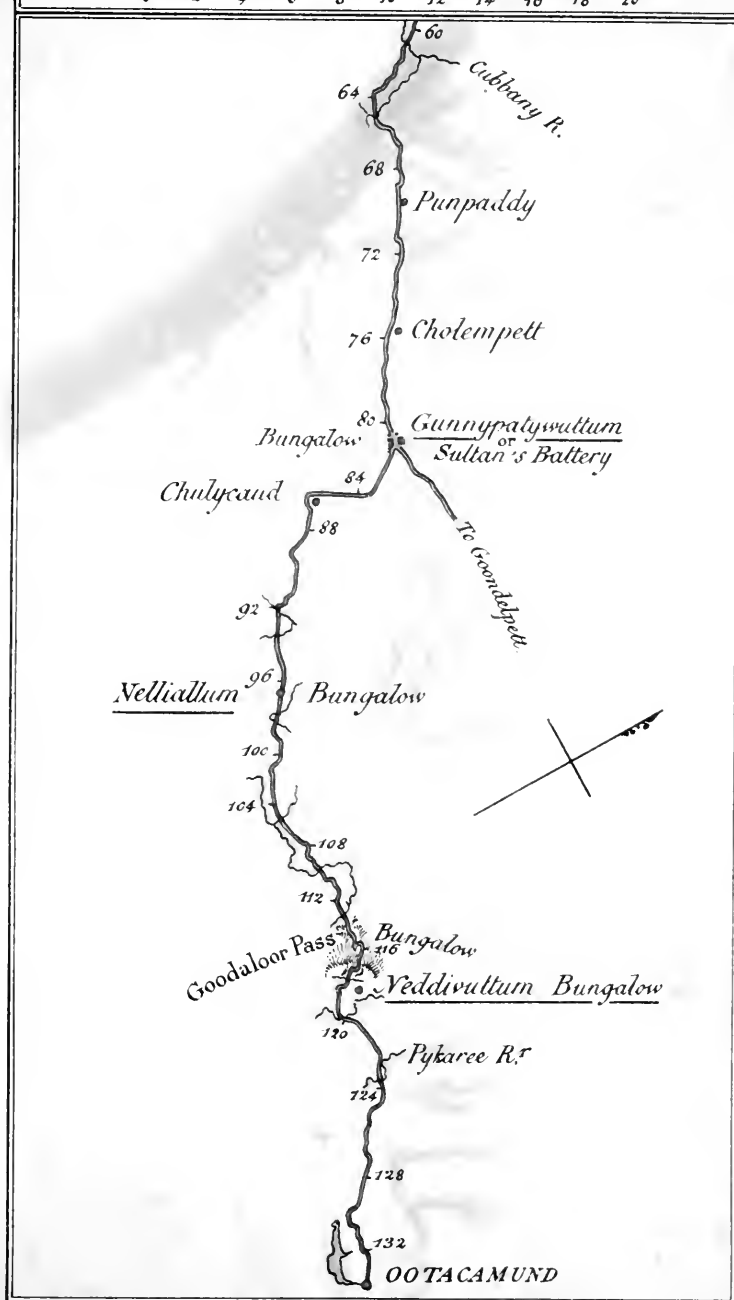 60
Cubbany R.
64
68
Punpaddy
72
Cholempett
76
80
Bungalow
Gunnypatywuttum
or
Sultan's Battery
84
Chulycaud
88
To Goondelpett
92
96
Nelliallum
Bungalow
100
104
108
112
Goodaloor Pass
Bungalow
116
Neddivuttum Bungalow
120
Pykaree R.r
124
128
132
OOTACAMUND